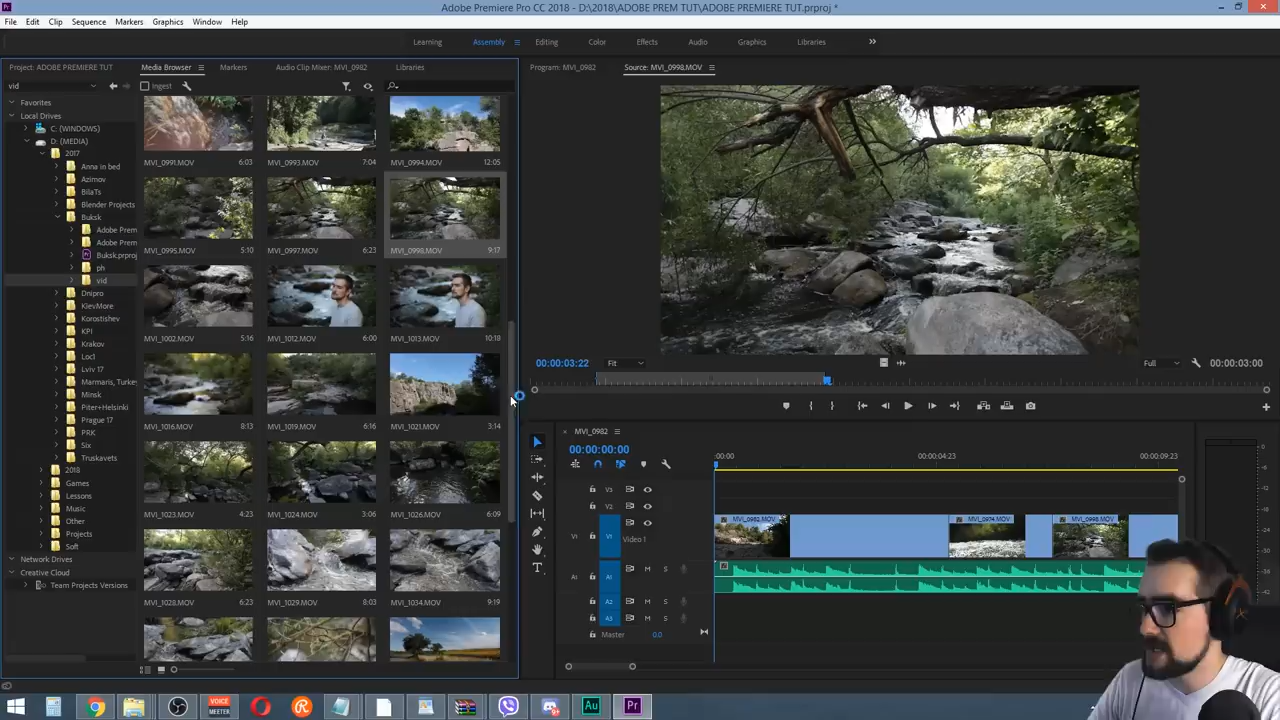 Adobe Premiere Pro CC 2018 - D:\2018\ADOBE PREM TUT\ADOBE PREMIERE TUT.prproj *
File Edit Clip Sequence Markers Graphics Window Help
Learning Assembly Editing Color Effects Audio Graphics Libraries
Project: ADOBE PREMIERE TUT Media Browser Markers Audio Clip Mixer: MVI_0982 Libraries
Program: MVI_0982 Source: MVI_0998.MOV
vid Ingest
Favorites
Local Drives
C: (WINDOWS)
D: (MEDIA)
2017
Anna in bed
Azimov
BilaTs
Blender Projects
Buksk
Adobe Prem
Adobe Prem
Buksk.prproj
ph
vid
Dnipro
KievMore
Korostishev
KPI
Krakov
Loc1
Lviv 17
Marmaris, Turke
Minsk
Piter+Helsinki
Prague 17
PRK
Six
Truskavets
2018
Games
Lessons
Music
Other
Projects
Soft
Network Drives
Creative Cloud
Team Projects Versions
MVI_0991.MOV 6:03 MVI_0993.MOV 7:04 MVI_0994.MOV 12:05
MVI_0995.MOV 5:10 MVI_0997.MOV 6:23 MVI_0998.MOV 9:17
MVI_1002.MOV 5:16 MVI_1012.MOV 6:00 MVI_1013.MOV 10:18
MVI_1016.MOV 8:13 MVI_1019.MOV 6:16 MVI_1021.MOV 3:14
MVI_1023.MOV 4:23 MVI_1024.MOV 3:06 MVI_1026.MOV 6:09
MVI_1028.MOV 6:23 MVI_1029.MOV 8:03 MVI_1034.MOV 9:19
00:00:03:22 Fit Full 00:00:03:00
MVI_0982
00:00:00:00
:00:00 00:00:04:23 00:00:09:23
V3
V2
V1 V1 Video 1
MVI_0982.MOV MVI_0974.MOV MVI_0998.MOV
A1 A1 M S
A2 M S
A3 M S
Master 0.0
VOICE MEETER
Au
Pr